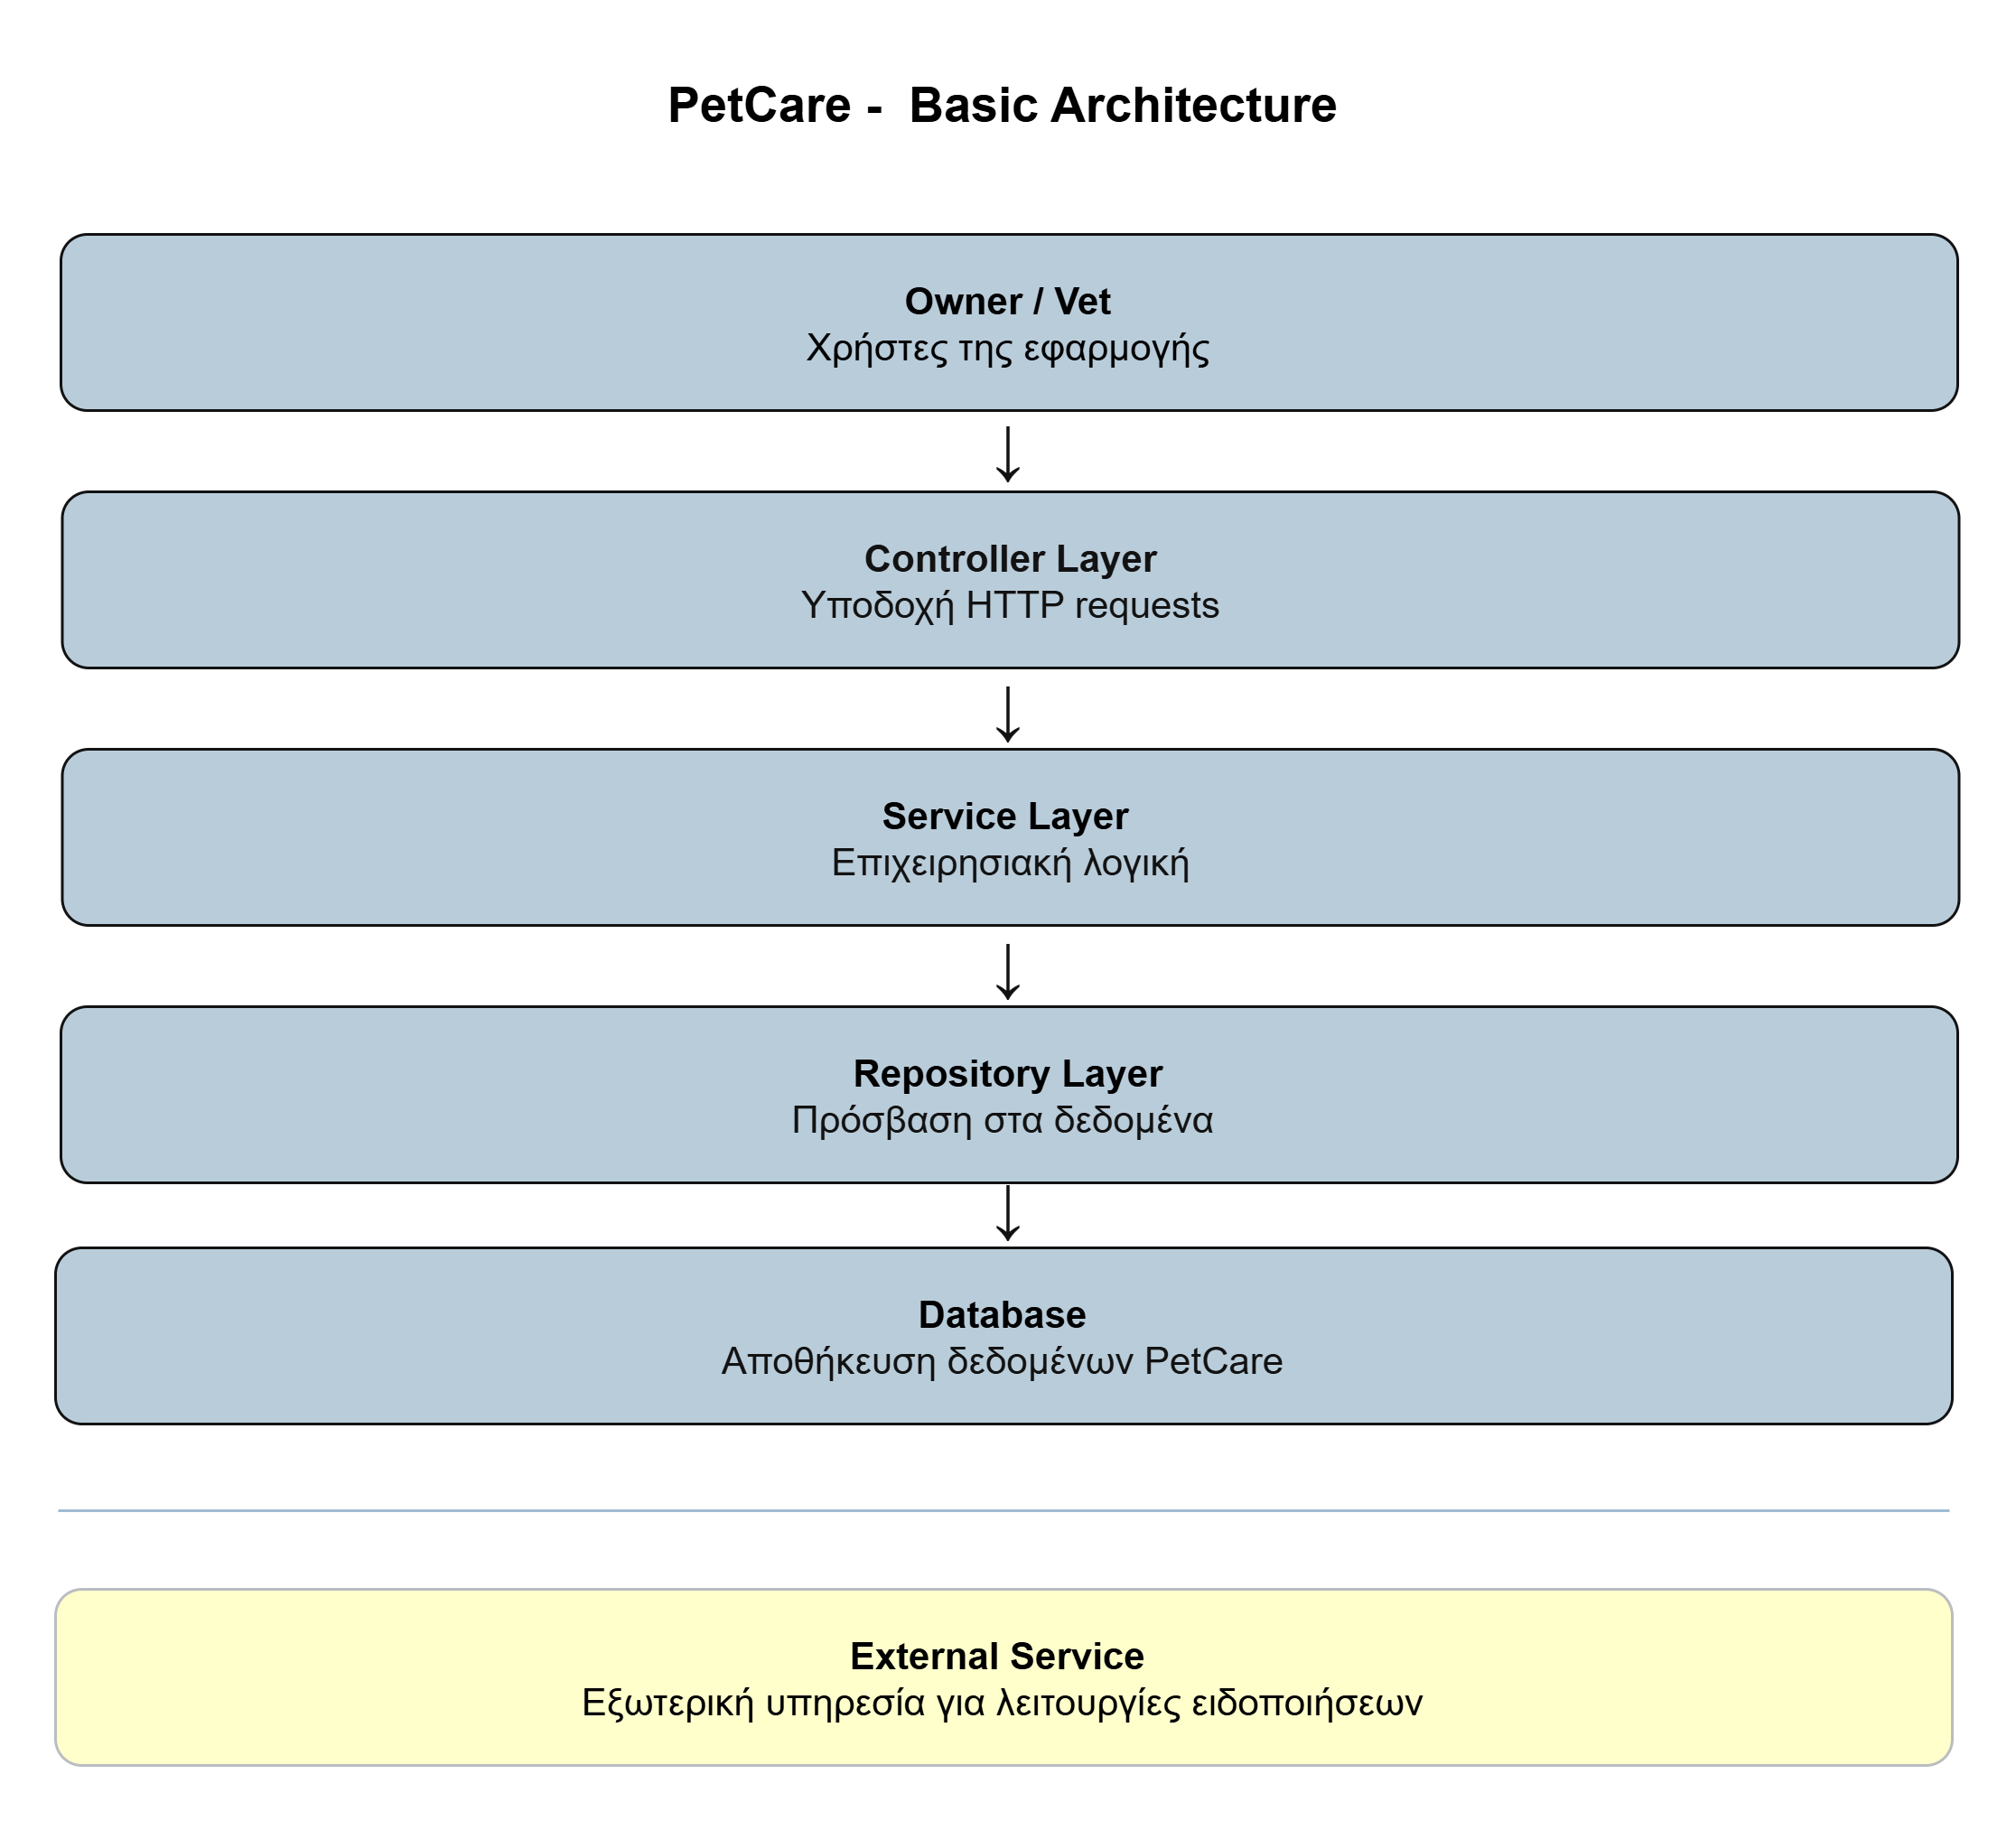 PetCare -  Basic Architecture
Owner / Vet
Χρήστες της εφαρμογής
Controller Layer
Υποδοχή HTTP requests
Service Layer
Επιχειρησιακή λογική
Repository Layer
Πρόσβαση στα δεδομένα
Database
Αποθήκευση δεδομένων PetCare
External Service
Εξωτερική υπηρεσία για λειτουργίες ειδοποιήσεων